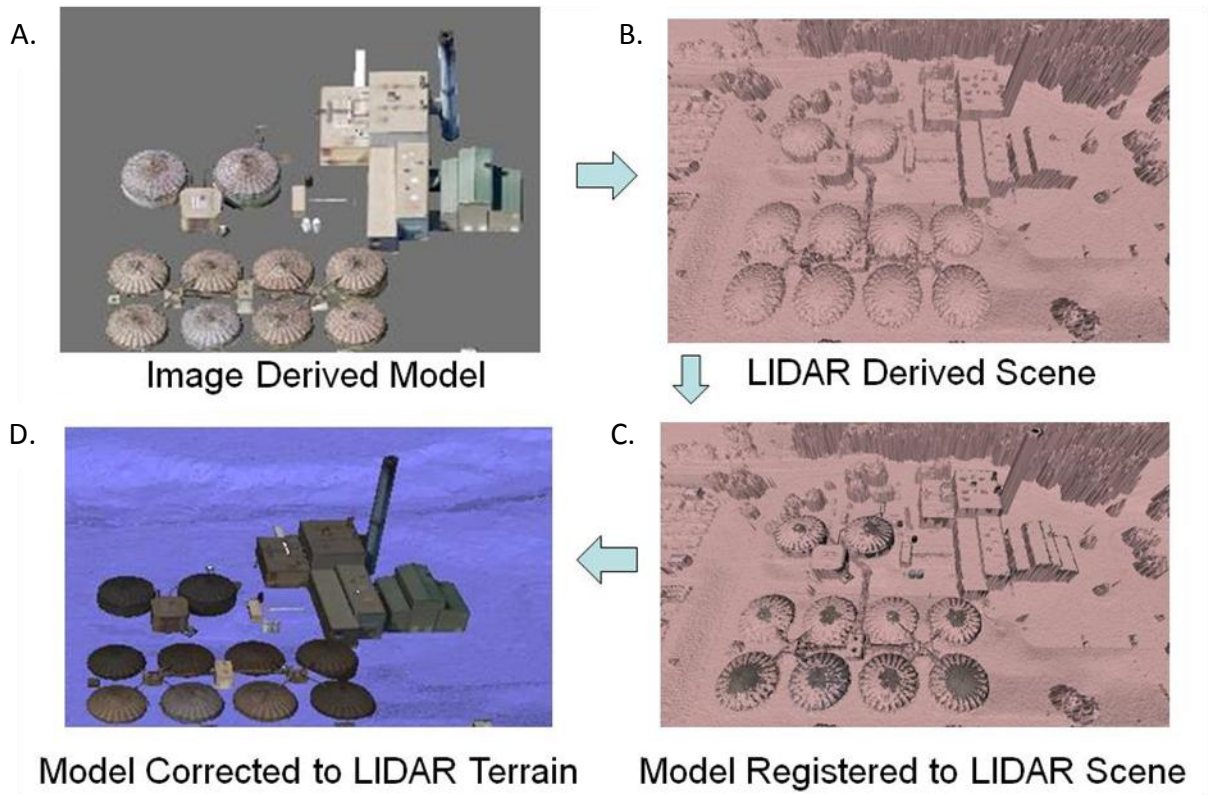 A.
B.
Image Derived Model
LIDAR Derived Scene
D.
C.
Model Corrected to LIDAR Terrain
Model Registered to LIDAR Scene